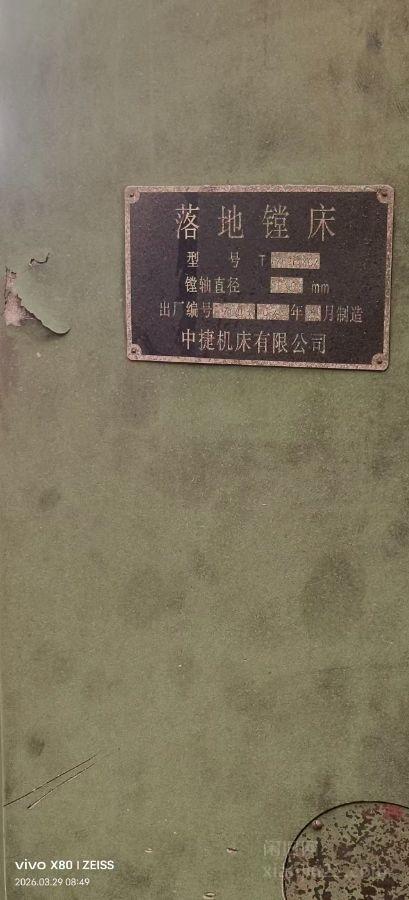 落地镗床
型 号 T
镗轴直径 mm
出厂编号 年 月制造
中捷机床有限公司
vivo X80 | ZEISS
2026.03.29 08:49